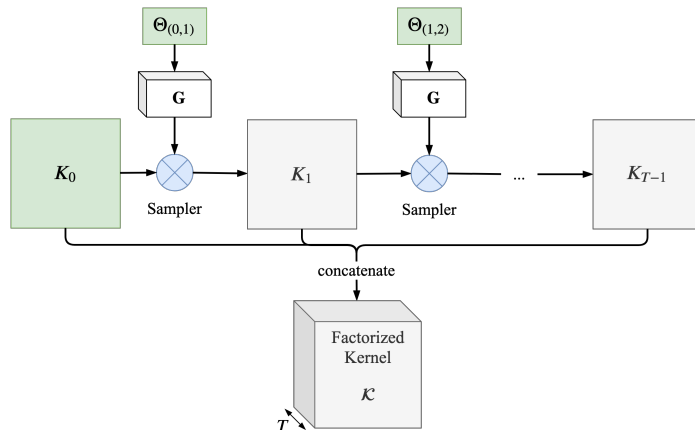 Θ(0,1) Θ(1,2)
G G
K0 K1 ... KT−1
Sampler Sampler
concatenate
Factorized
Kernel
𝒦
T